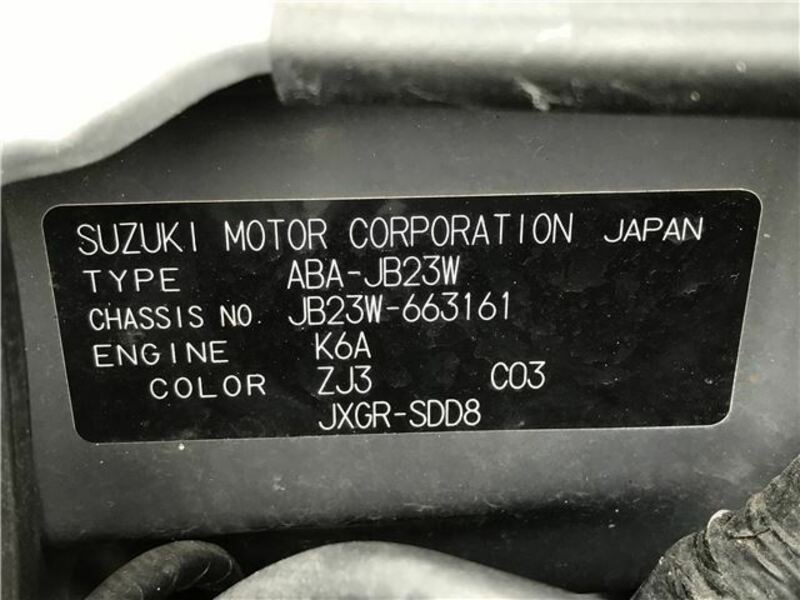 SUZUKI MOTOR CORPORATION JAPAN
TYPE ABA-JB23W
CHASSIS NO. JB23W-663161
ENGINE K6A
COLOR ZJ3 C03
JXGR-SDD8